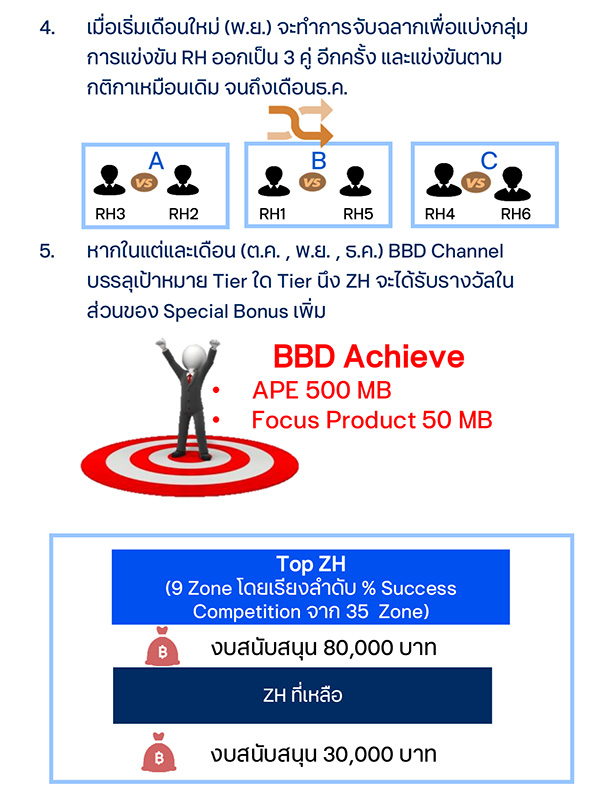 4. เมื่อเริ่มเดือนใหม่ (พ.ย.) จะทำการจับฉลากเพื่อแบ่งกลุ่ม
การแข่งขัน RH ออกเป็น 3 คู่ อีกครั้ง และแข่งขันตาม
กติกาเหมือนเดิม จนถึงเดือนธ.ค.
A
VS
RH3 RH2
B
VS
RH1 RH5
C
VS
RH4 RH6
5. หากในแต่และเดือน (ต.ค. , พ.ย. , ธ.ค.) BBD Channel
บรรลุเป้าหมาย Tier ใด Tier นึง ZH จะได้รับรางวัลใน
ส่วนของ Special Bonus เพิ่ม
BBD Achieve
• APE 500 MB
• Focus Product 50 MB
Top ZH
(9 Zone โดยเรียงลำดับ % Success
Competition จาก 35 Zone)
฿ งบสนับสนุน 80,000 บาท
ZH ที่เหลือ
฿ งบสนับสนุน 30,000 บาท